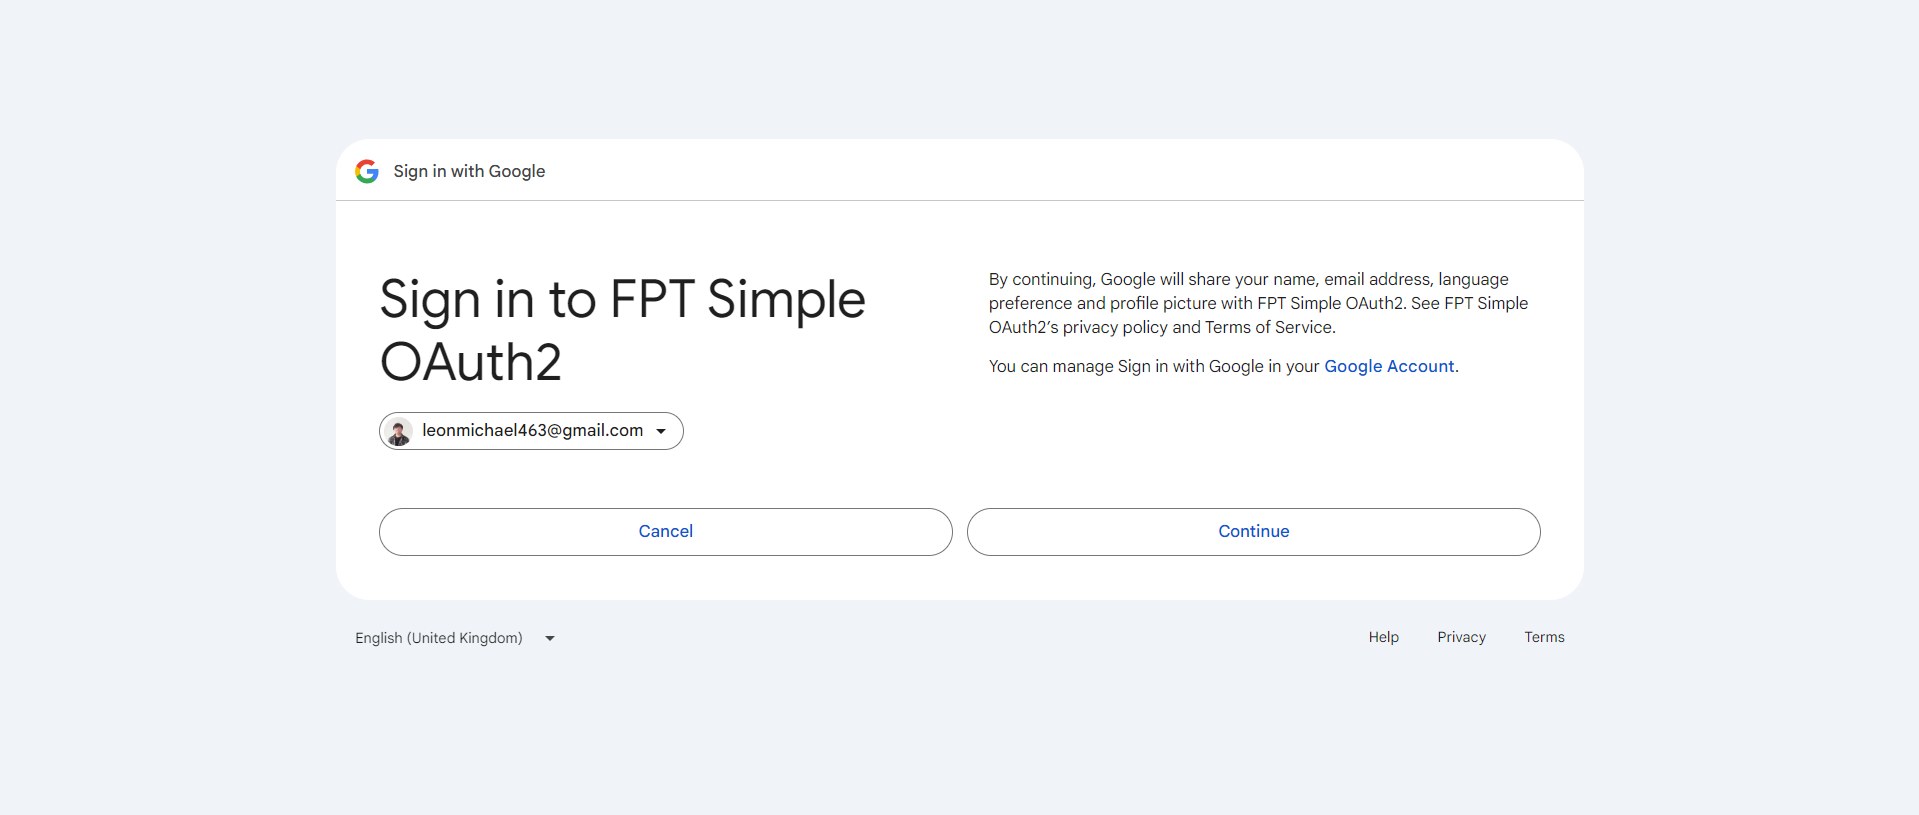 Sign in with Google
Sign in to FPT Simple
OAuth2
leonmichael463@gmail.com
By continuing, Google will share your name, email address, language
preference and profile picture with FPT Simple OAuth2. See FPT Simple
OAuth2’s privacy policy and Terms of Service.
You can manage Sign in with Google in your Google Account.
Cancel
Continue
English (United Kingdom)
Help
Privacy
Terms